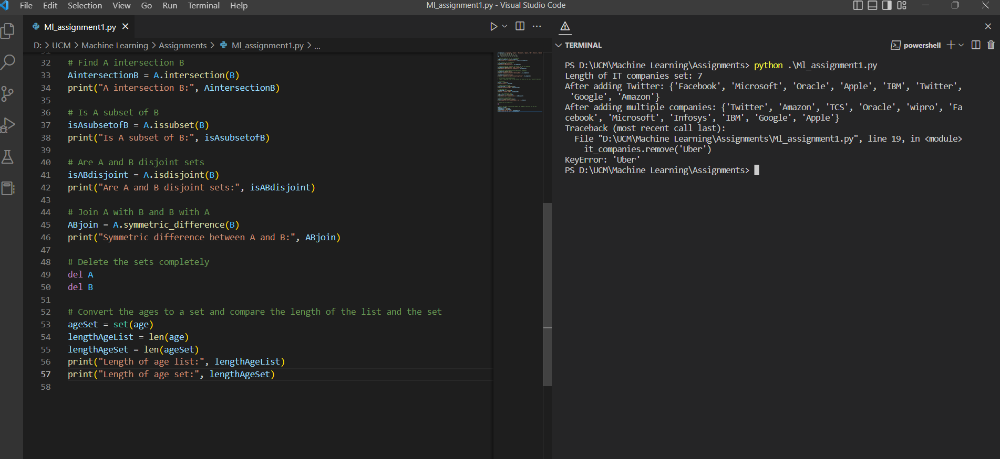 File Edit Selection View Go Run Terminal Help
Ml_assignment1.py - Visual Studio Code
Ml_assignment1.py
D: > UCM > Machine Learning > Assignments > Ml_assignment1.py > ...
32 # Find A intersection B
33 AintersectionB = A.intersection(B)
34 print("A intersection B:", AintersectionB)
35
36 # Is A subset of B
37 isAsubsetofB = A.issubset(B)
38 print("Is A subset of B:", isAsubsetofB)
39
40 # Are A and B disjoint sets
41 isABdisjoint = A.isdisjoint(B)
42 print("Are A and B disjoint sets:", isABdisjoint)
43
44 # Join A with B and B with A
45 ABjoin = A.symmetric_difference(B)
46 print("Symmetric difference between A and B:", ABjoin)
47
48 # Delete the sets completely
49 del A
50 del B
51
52 # Convert the ages to a set and compare the length of the list and the set
53 ageSet = set(age)
54 lengthAgeList = len(age)
55 lengthAgeSet = len(ageSet)
56 print("Length of age list:", lengthAgeList)
57 print("Length of age set:", lengthAgeSet)
58
TERMINAL
powershell
PS D:\UCM\Machine Learning\Assignments> python .\Ml_assignment1.py
Length of IT companies set: 7
After adding Twitter: {'Facebook', 'Microsoft', 'Oracle', 'Apple', 'IBM', 'Twitter',
'Google', 'Amazon'}
After adding multiple companies: {'Twitter', 'Amazon', 'TCS', 'Oracle', 'wipro', 'Fa
cebook', 'Microsoft', 'Infosys', 'IBM', 'Google', 'Apple'}
Traceback (most recent call last):
File "D:\UCM\Machine Learning\Assignments\Ml_assignment1.py", line 19, in <module>
it_companies.remove('Uber')
KeyError: 'Uber'
PS D:\UCM\Machine Learning\Assignments>